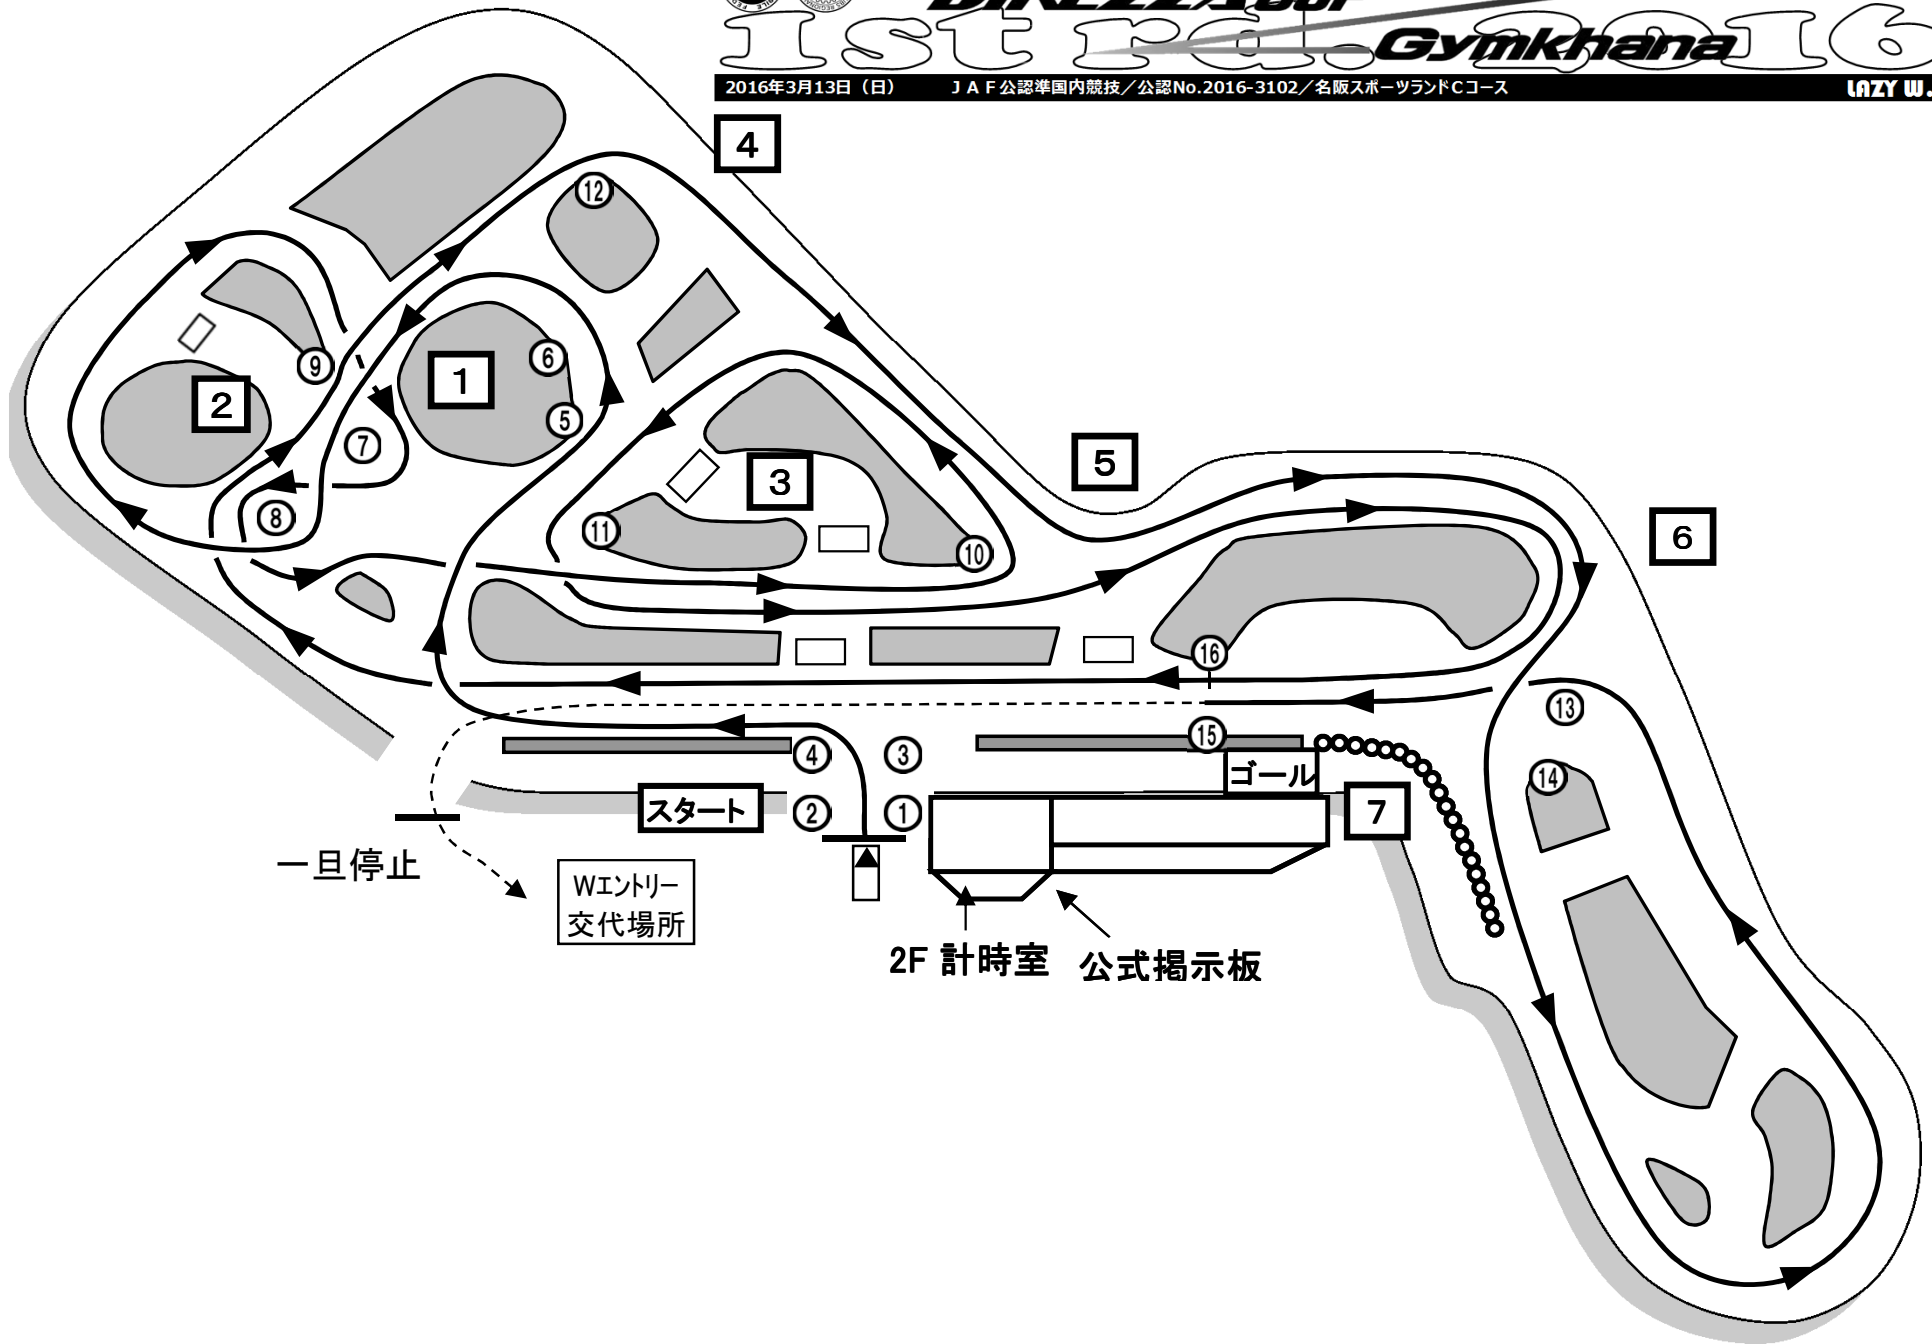 DIREZZA CUP
1st rd. 2016
Gymkhana
2016年3月13日（日） ＪＡＦ公認準国内競技／公認No.2016-3102／名阪スポーツランドCコース LAZY W.
4
12
1
6
9
2
5
7
5
3
6
8
11
10
16
13
15
4
3
ゴール
14
スタート
2
1
7
一旦停止
Wエントリー
交代場所
2F 計時室
公式掲示板